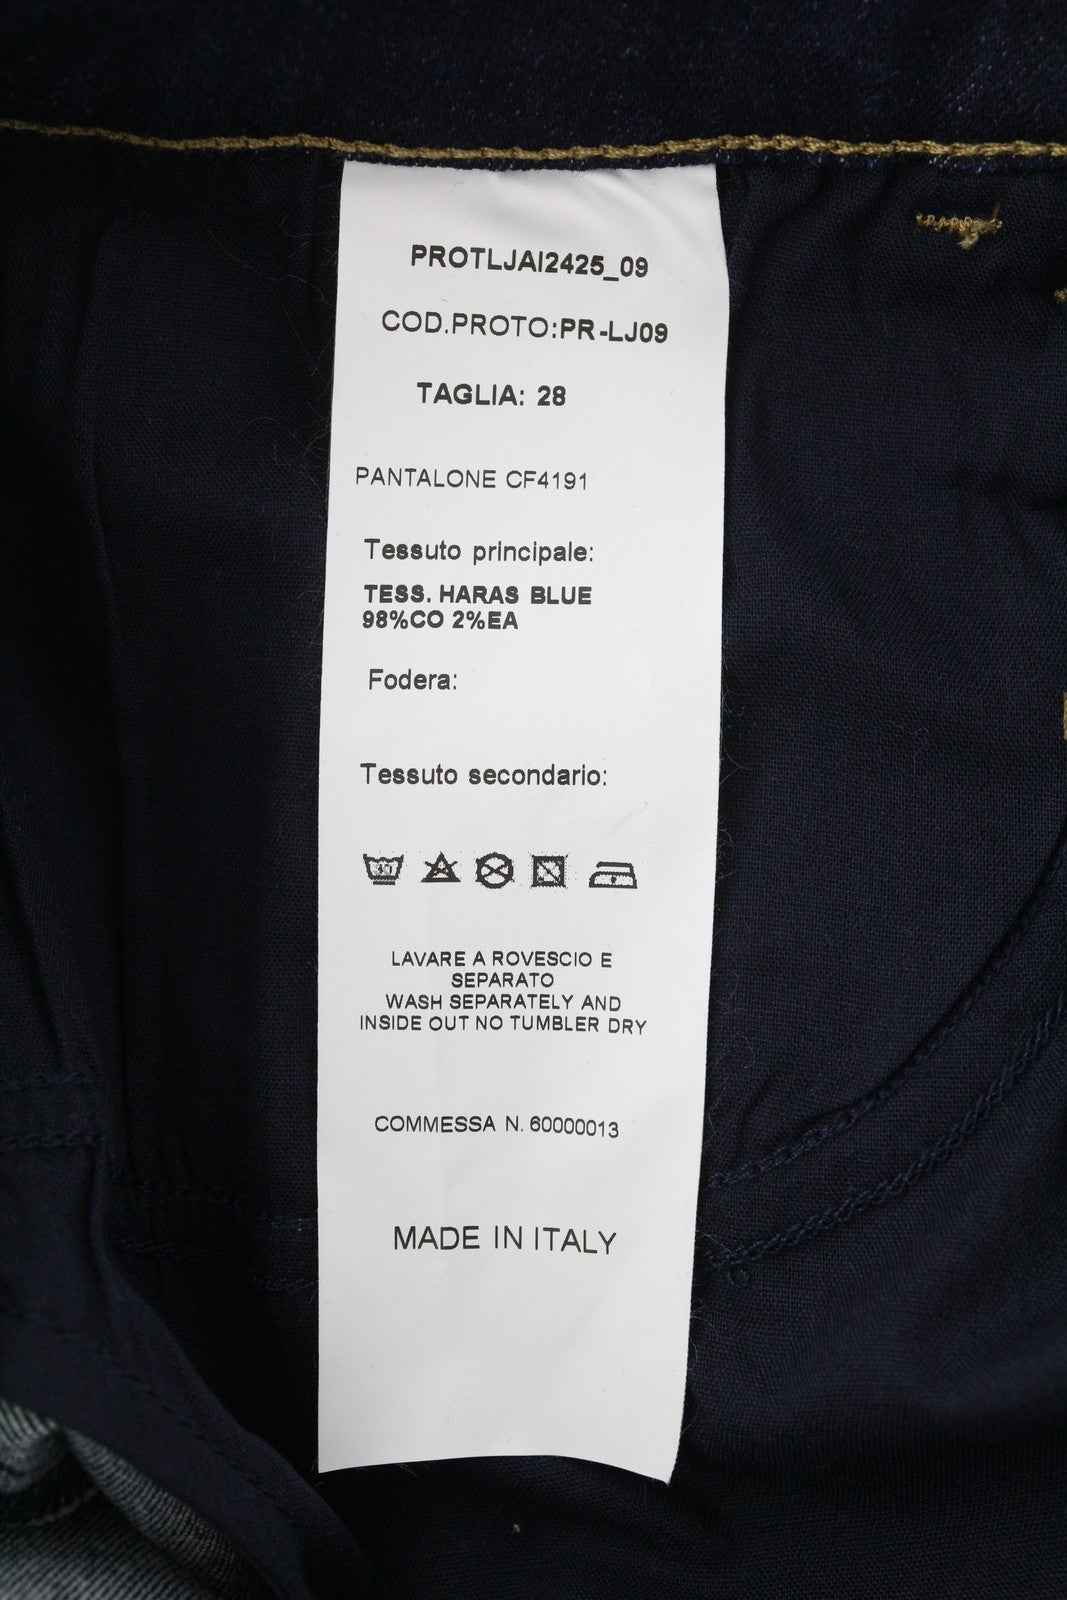 PROTLJAI2425_09
COD.PROTO:PR-LJ09
TAGLIA: 28
PANTALONE CF4191
Tessuto principale:
TESS. HARAS BLUE
98%CO 2%EA
Fodera:
Tessuto secondario:
LAVARE A ROVESCIO E
SEPARATO
WASH SEPARATELY AND
INSIDE OUT NO TUMBLER DRY
COMMESSA N. 60000013
MADE IN ITALY